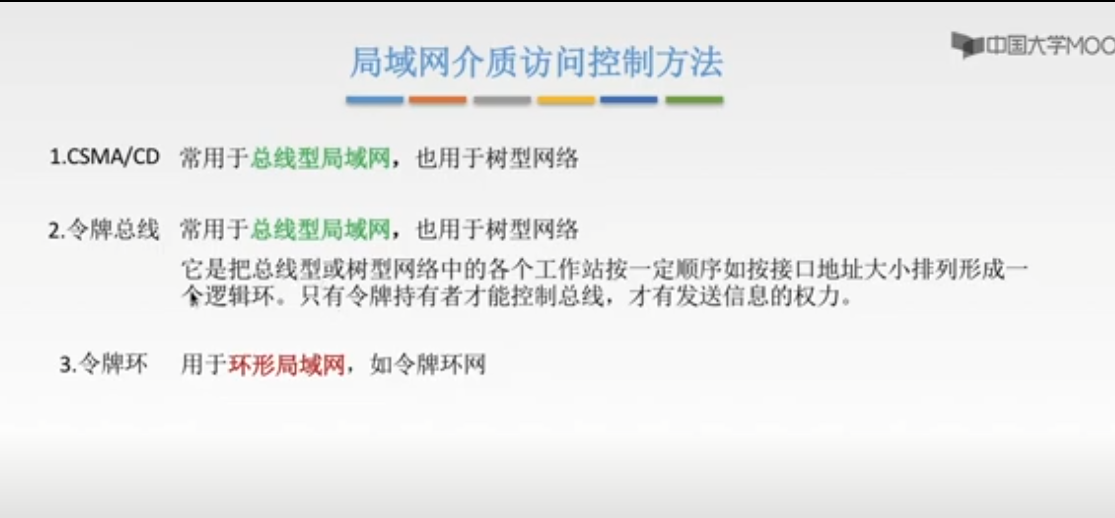 局域网介质访问控制方法
中国大学MOO
1.CSMA/CD 常用于总线型局域网，也用于树型网络
2.令牌总线 常用于总线型局域网，也用于树型网络
它是把总线型或树型网络中的各个工作站按一定顺序如按接口地址大小排列形成一
个逻辑环。只有令牌持有者才能控制总线，才有发送信息的权力。
3.令牌环 用于环形局域网，如令牌环网